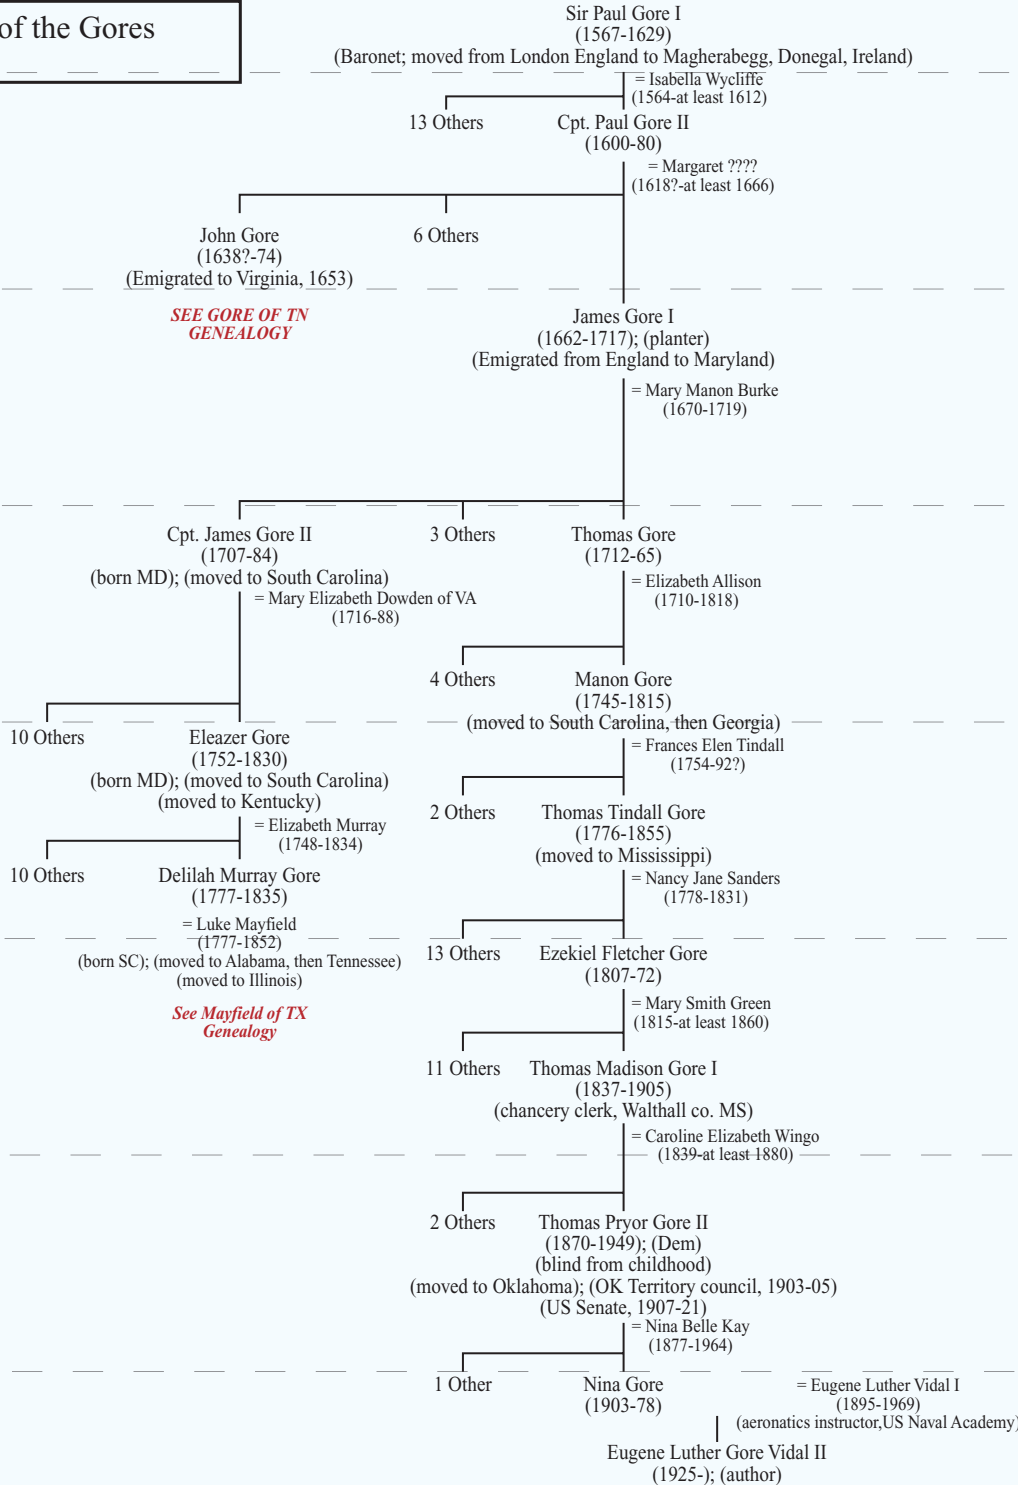 of the Gores
Sir Paul Gore I
(1567-1629)
(Baronet; moved from London England to Magherabegg, Donegal, Ireland)
= Isabella Wycliffe
(1564-at least 1612)
13 Others
Cpt. Paul Gore II
(1600-80)
= Margaret ????
(1618?-at least 1666)
John Gore
(1638?-74)
(Emigrated to Virginia, 1653)
6 Others
SEE GORE OF TN
GENEALOGY
James Gore I
(1662-1717); (planter)
(Emigrated from England to Maryland)
= Mary Manon Burke
(1670-1719)
Cpt. James Gore II
(1707-84)
(born MD); (moved to South Carolina)
= Mary Elizabeth Dowden of VA
(1716-88)
3 Others
Thomas Gore
(1712-65)
= Elizabeth Allison
(1710-1818)
4 Others
Manon Gore
(1745-1815)
(moved to South Carolina, then Georgia)
10 Others
Eleazer Gore
(1752-1830)
(born MD); (moved to South Carolina)
(moved to Kentucky)
= Elizabeth Murray
(1748-1834)
= Frances Elen Tindall
(1754-92?)
2 Others
Thomas Tindall Gore
(1776-1855)
(moved to Mississippi)
10 Others
Delilah Murray Gore
(1777-1835)
= Luke Mayfield
(1777-1852)
(born SC); (moved to Alabama, then Tennessee)
(moved to Illinois)
See Mayfield of TX
Genealogy
= Nancy Jane Sanders
(1778-1831)
13 Others
Ezekiel Fletcher Gore
(1807-72)
= Mary Smith Green
(1815-at least 1860)
11 Others
Thomas Madison Gore I
(1837-1905)
(chancery clerk, Walthall co. MS)
= Caroline Elizabeth Wingo
(1839-at least 1880)
2 Others
Thomas Pryor Gore II
(1870-1949); (Dem)
(blind from childhood)
(moved to Oklahoma); (OK Territory council, 1903-05)
(US Senate, 1907-21)
= Nina Belle Kay
(1877-1964)
1 Other
Nina Gore
(1903-78)
= Eugene Luther Vidal I
(1895-1969)
(aeronatics instructor,US Naval Academy)
Eugene Luther Gore Vidal II
(1925-); (author)